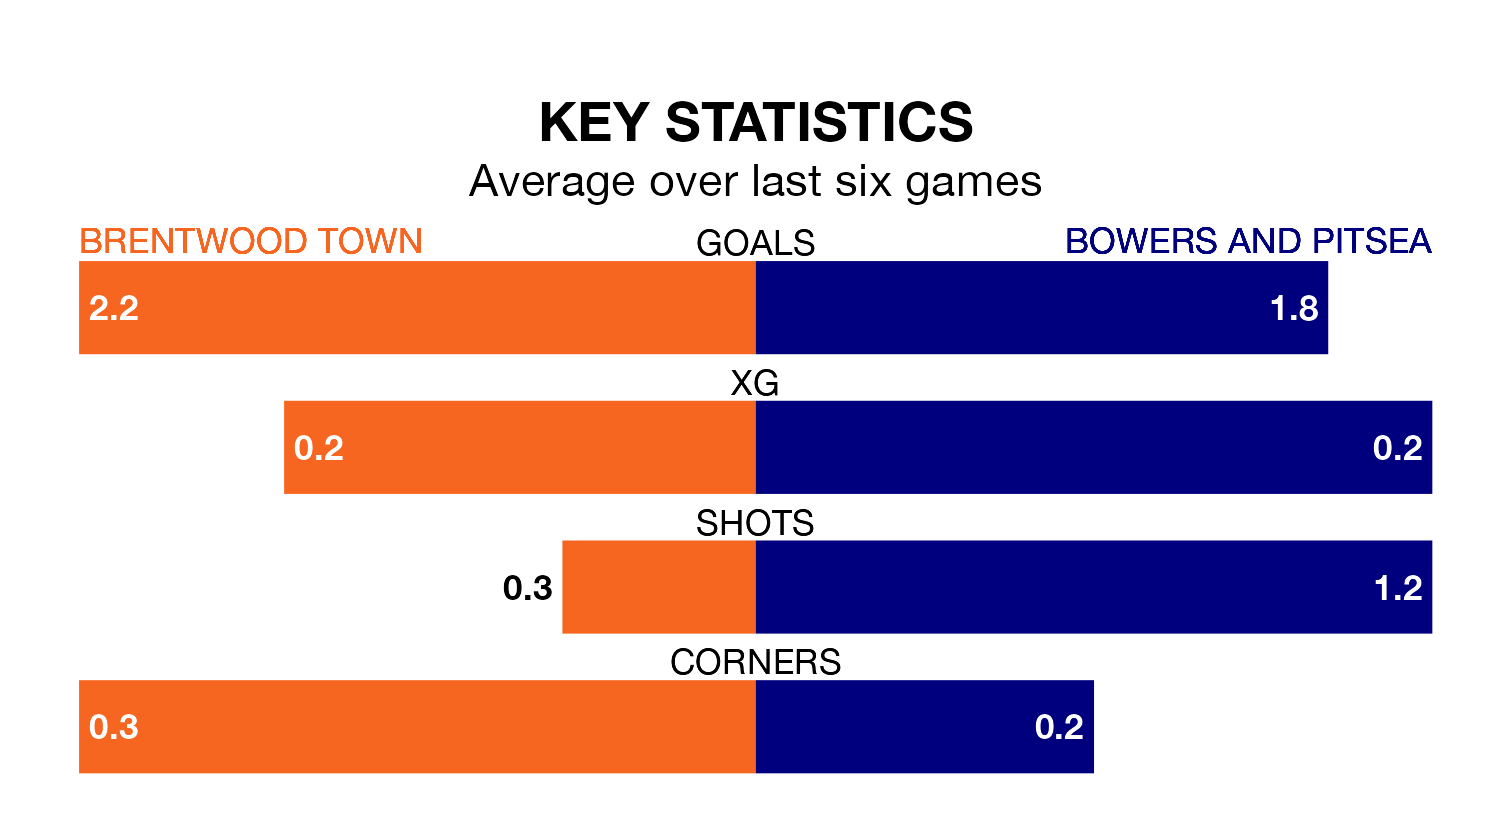 KEY STATISTICS
Average over last six games
BRENTWOOD TOWN GOALS BOWERS AND PITSEA
2.2 1.8
XG
0.2 0.2
SHOTS
0.3 1.2
CORNERS
0.3 0.2